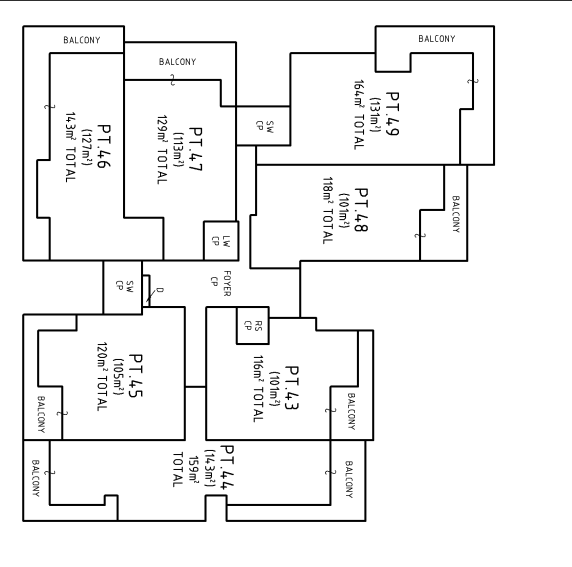 BALCONY
BALCONY
BALCONY
PT.46
(127m²)
143m² TOTAL
PT.47
(113m²)
129m² TOTAL
SW
CP
PT.49
(131m²)
164m² TOTAL
PT.48
(101m²)
118m² TOTAL
BALCONY
LW
CP
SW
CP
D
FOYER
CP
RS
CP
PT.45
(105m²)
120m² TOTAL
PT.43
(101m²)
116m² TOTAL
BALCONY
BALCONY
PT.44
(143m²)
159m²
TOTAL
BALCONY
BALCONY